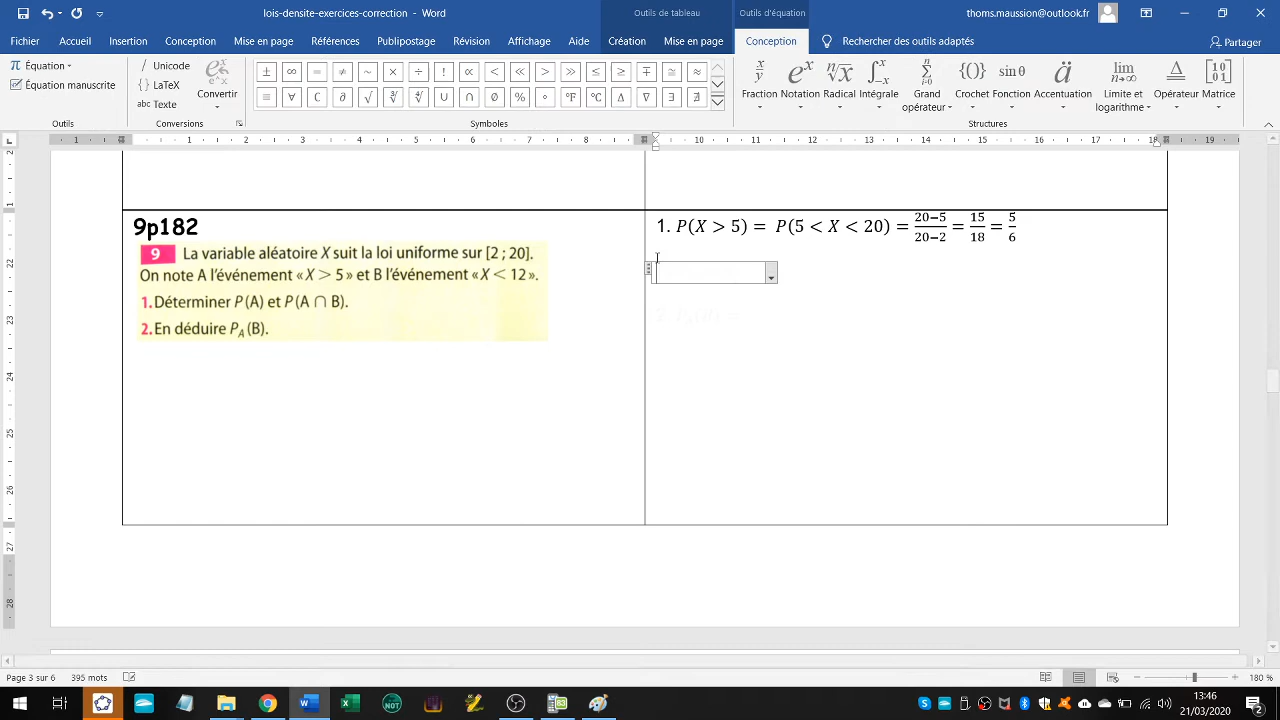 lois-densite-exercices-correction - Word
Outils de tableau
Outils d'équation
thoms.maussion@outlook.fr
Fichier Accueil Insertion Conception Mise en page Références Publipostage Révision Affichage Aide Création Mise en page Conception Rechercher des outils adaptés Partager
π Équation
Équation manuscrite
Unicode
{} LaTeX
abc Texte
Convertir
± ∞ = ≠ ~ × ÷ ! ∝ < ≪ > ≫ ≤ ≥ ∓ ≅ ≈
≡ ∀ ∁ ∂ √ ∛ ∜ ∪ ∩ ∅ % ° °F °C ∆ ∇ ∃ ∄
Fraction Notation Radical Intégrale Grand opérateur Crochet Fonction Accentuation Limite et logarithme Opérateur Matrice
Outils Symboles Structures
9p182
9 La variable aléatoire X suit la loi uniforme sur [2 ; 20].
On note A l'événement « X > 5 » et B l'événement « X < 12 ».
1. Déterminer P(A) et P(A ∩ B).
2. En déduire P_A(B).
1. P(X > 5) = P(5 < X < 20) = 20−5/20−2 = 15/18 = 5/6
Page 3 sur 6 395 mots
180 %
13:46
21/03/2020